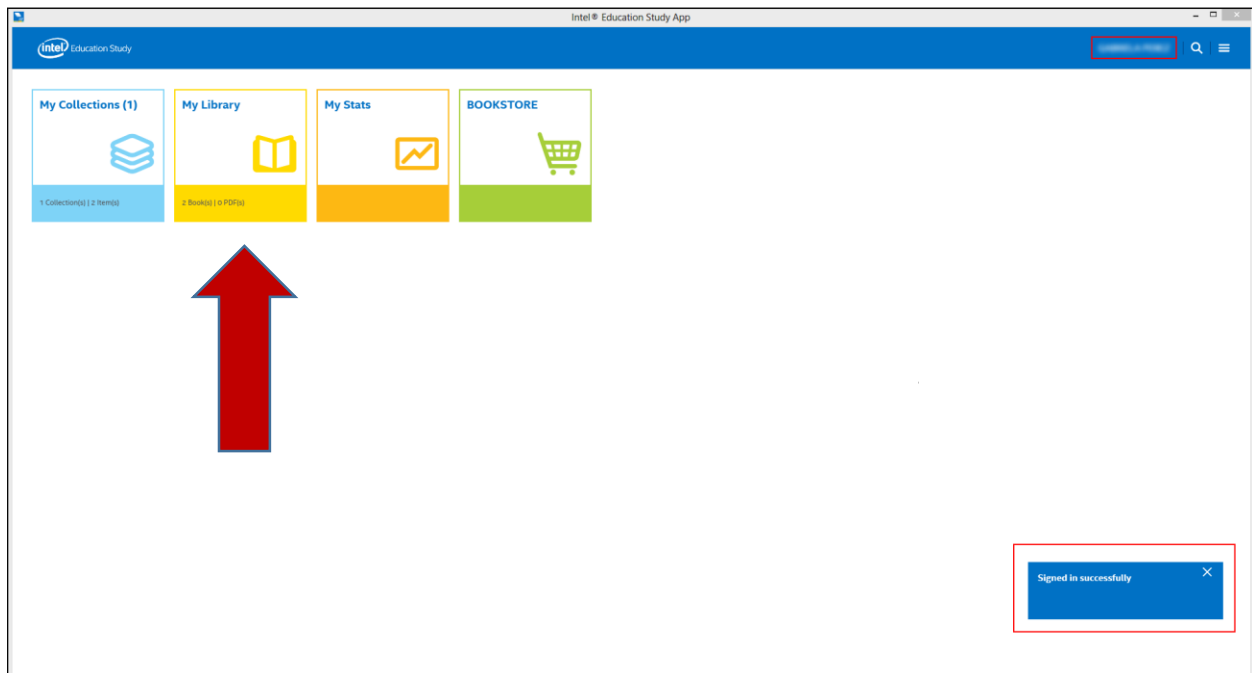 Intel® Education Study App
intel Education Study
My Collections (1)
My Library
My Stats
BOOKSTORE
1 Collection(s) | 2 Item(s)
2 Book(s) | 0 PDF(s)
Signed in successfully